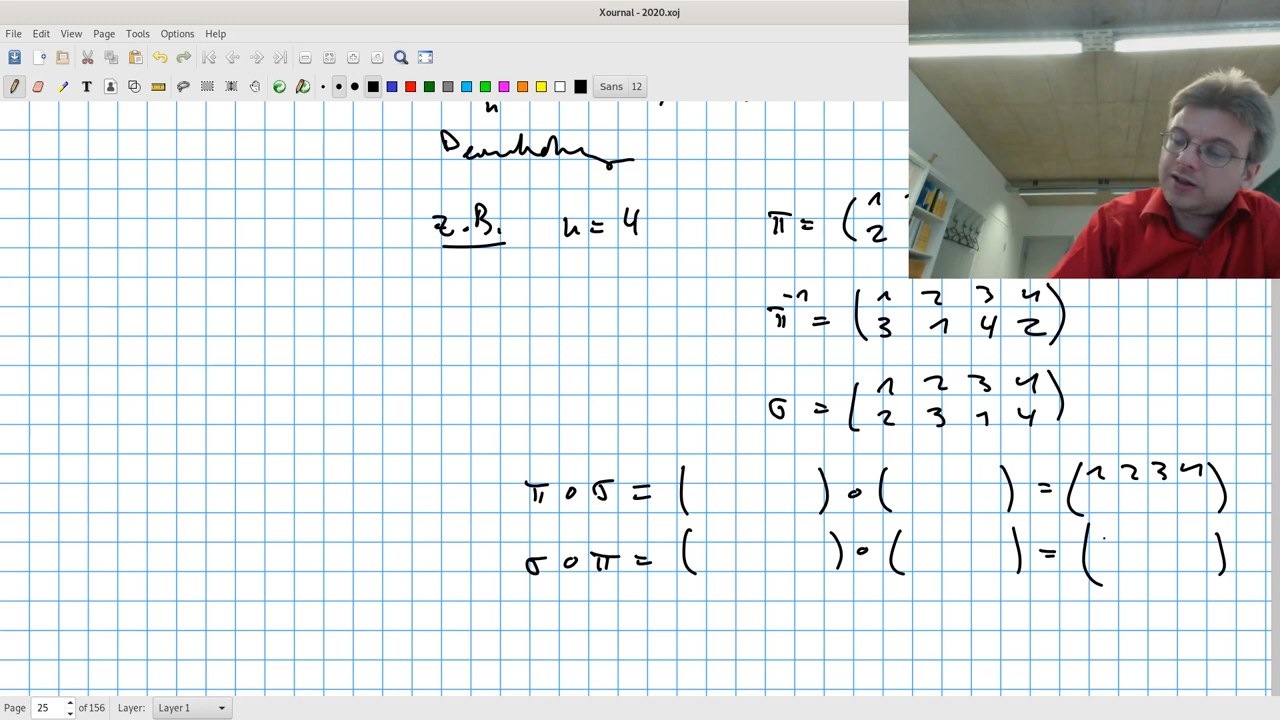 Xournal - 2020.xoj
File Edit View Page Tools Options Help
T Sans 12
n
z.B. n = 4 π = ( 1
2
π⁻¹ = ( 1 2 3 4
3 1 4 2 )
σ = ( 1 2 3 4
2 3 1 4 )
π ∘ σ = ( ) ∘ ( ) = ( 1 2 3 4 )
σ ∘ π = ( ) ∘ ( ) = ( )
Page 25 of 156 Layer: Layer 1